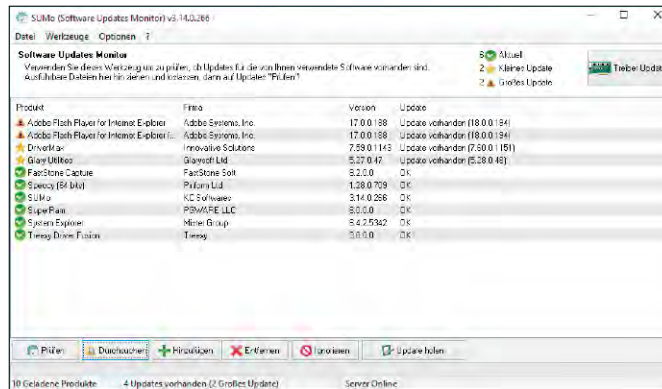 SUMo (Software Updates Monitor) v3.14.0.266
Datei Werkzeuge Optionen ?
Software Updates Monitor
Verwenden Sie dieses Werkzeug um zu prüfen, ob Updates für die von Ihnen verwendete Software vorhanden sind.
Ausführbare Dateien hier hin ziehen und loslassen, dann auf Updates "Prüfen"
6 Aktuell
2 Kleines Update
2 Großes Update
Treiber Updat
Produkt Firma Version Update
Adobe Flash Player for Internet Explorer Adobe Systems, Inc. 17.0.0.188 Update vorhanden (18.0.0.194)
Adobe Flash Player for Internet Explorer Adobe Systems, Inc. 17.0.0.188 Update vorhanden (18.0.0.194)
DriverMax Innovative Solutions 7.59.0.1143 Update vorhanden (7.60.0.1151)
Glary Utilities Glarysoft Ltd 5.27.0.47 Update vorhanden (5.28.0.48)
FastStone Capture FastStone Soft 8.2.0.0 OK
Speccy (64 bits) Piriform Ltd. 1.28.0.709 OK
SUMo KC Softwares 3.14.0.266 OK
SuperRam PGWARE LLC 6.0.0.0 OK
System Explorer Mister Group 6.4.2.5342 OK
Treexy Driver Fusion Treexy OK
Prüfen Durchsuchen Hinzufügen Entfernen Ignorieren Update holen
10 Geladene Produkte 4 Updates vorhanden (2 Großes Update) Server Online